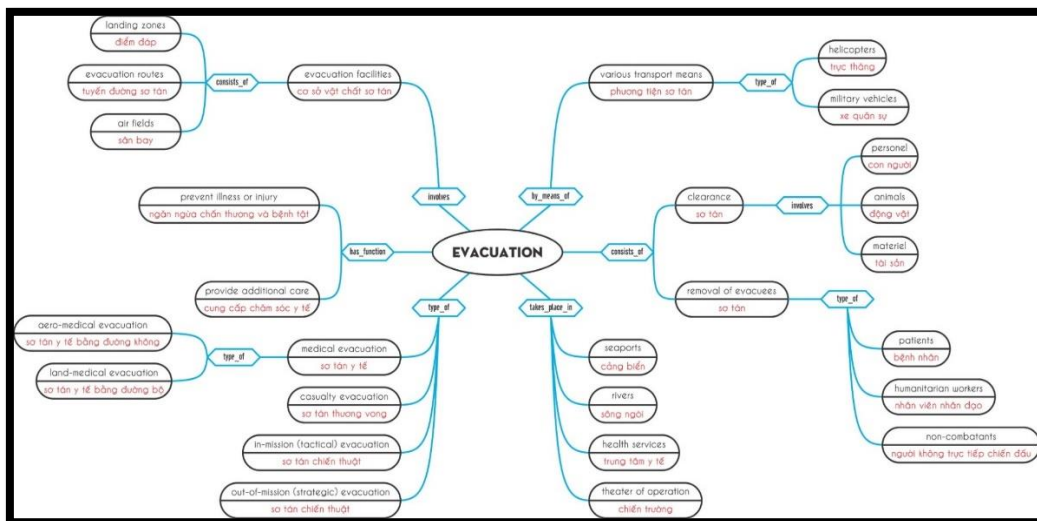 landing zones
điểm đáp
evacuation routes
tuyến đường sơ tán
air fields
sân bay
consists_of
evacuation facilities
cơ sở vật chất sơ tán
involves
prevent illness or injury
ngăn ngừa chấn thương và bệnh tật
has_function
provide additional care
cung cấp chăm sóc y tế
aero-medical evacuation
sơ tán y tế bằng đường không
land-medical evacuation
sơ tán y tế bằng đường bộ
type_of
medical evacuation
sơ tán y tế
casualty evacuation
sơ tán thương vong
in-mission (tactical) evacuation
sơ tán chiến thuật
out-of-mission (strategic) evacuation
sơ tán chiến thuật
type_of
EVACUATION
various transport means
phương tiện sơ tán
type_of
helicopters
trực thăng
military vehicles
xe quân sự
by_means_of
consists_of
clearance
sơ tán
involves
personel
con người
animals
động vật
materiel
tài sản
removal of evacuees
sơ tán
type_of
patients
bệnh nhân
humanitarian workers
nhân viên nhân đạo
non-combatants
người không trực tiếp chiến đấu
takes_place_in
seaports
cảng biển
rivers
sông ngòi
health services
trung tâm y tế
theater of operation
chiến trường